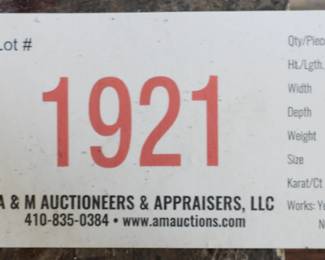 Lot #
1921
A & M AUCTIONEERS & APPRAISERS, LLC
410-835-0384 • www.amauctions.com
Qty/Piec
Ht./Lgth.
Width
Depth
Weight
Size
Karat/Ct
Works: Ye
N